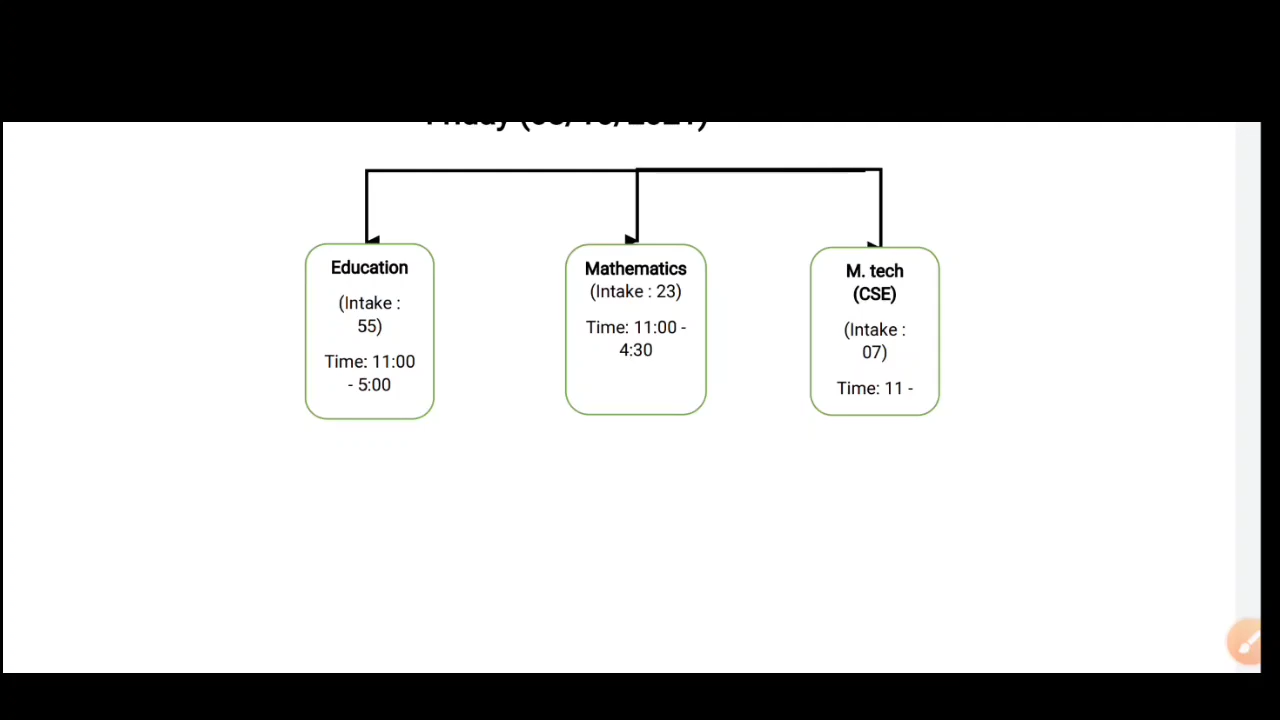 Friday
Education
(Intake :
55)
Time: 11:00
- 5:00
Mathematics
(Intake : 23)
Time: 11:00 -
4:30
M. tech
(CSE)
(Intake :
07)
Time: 11 -